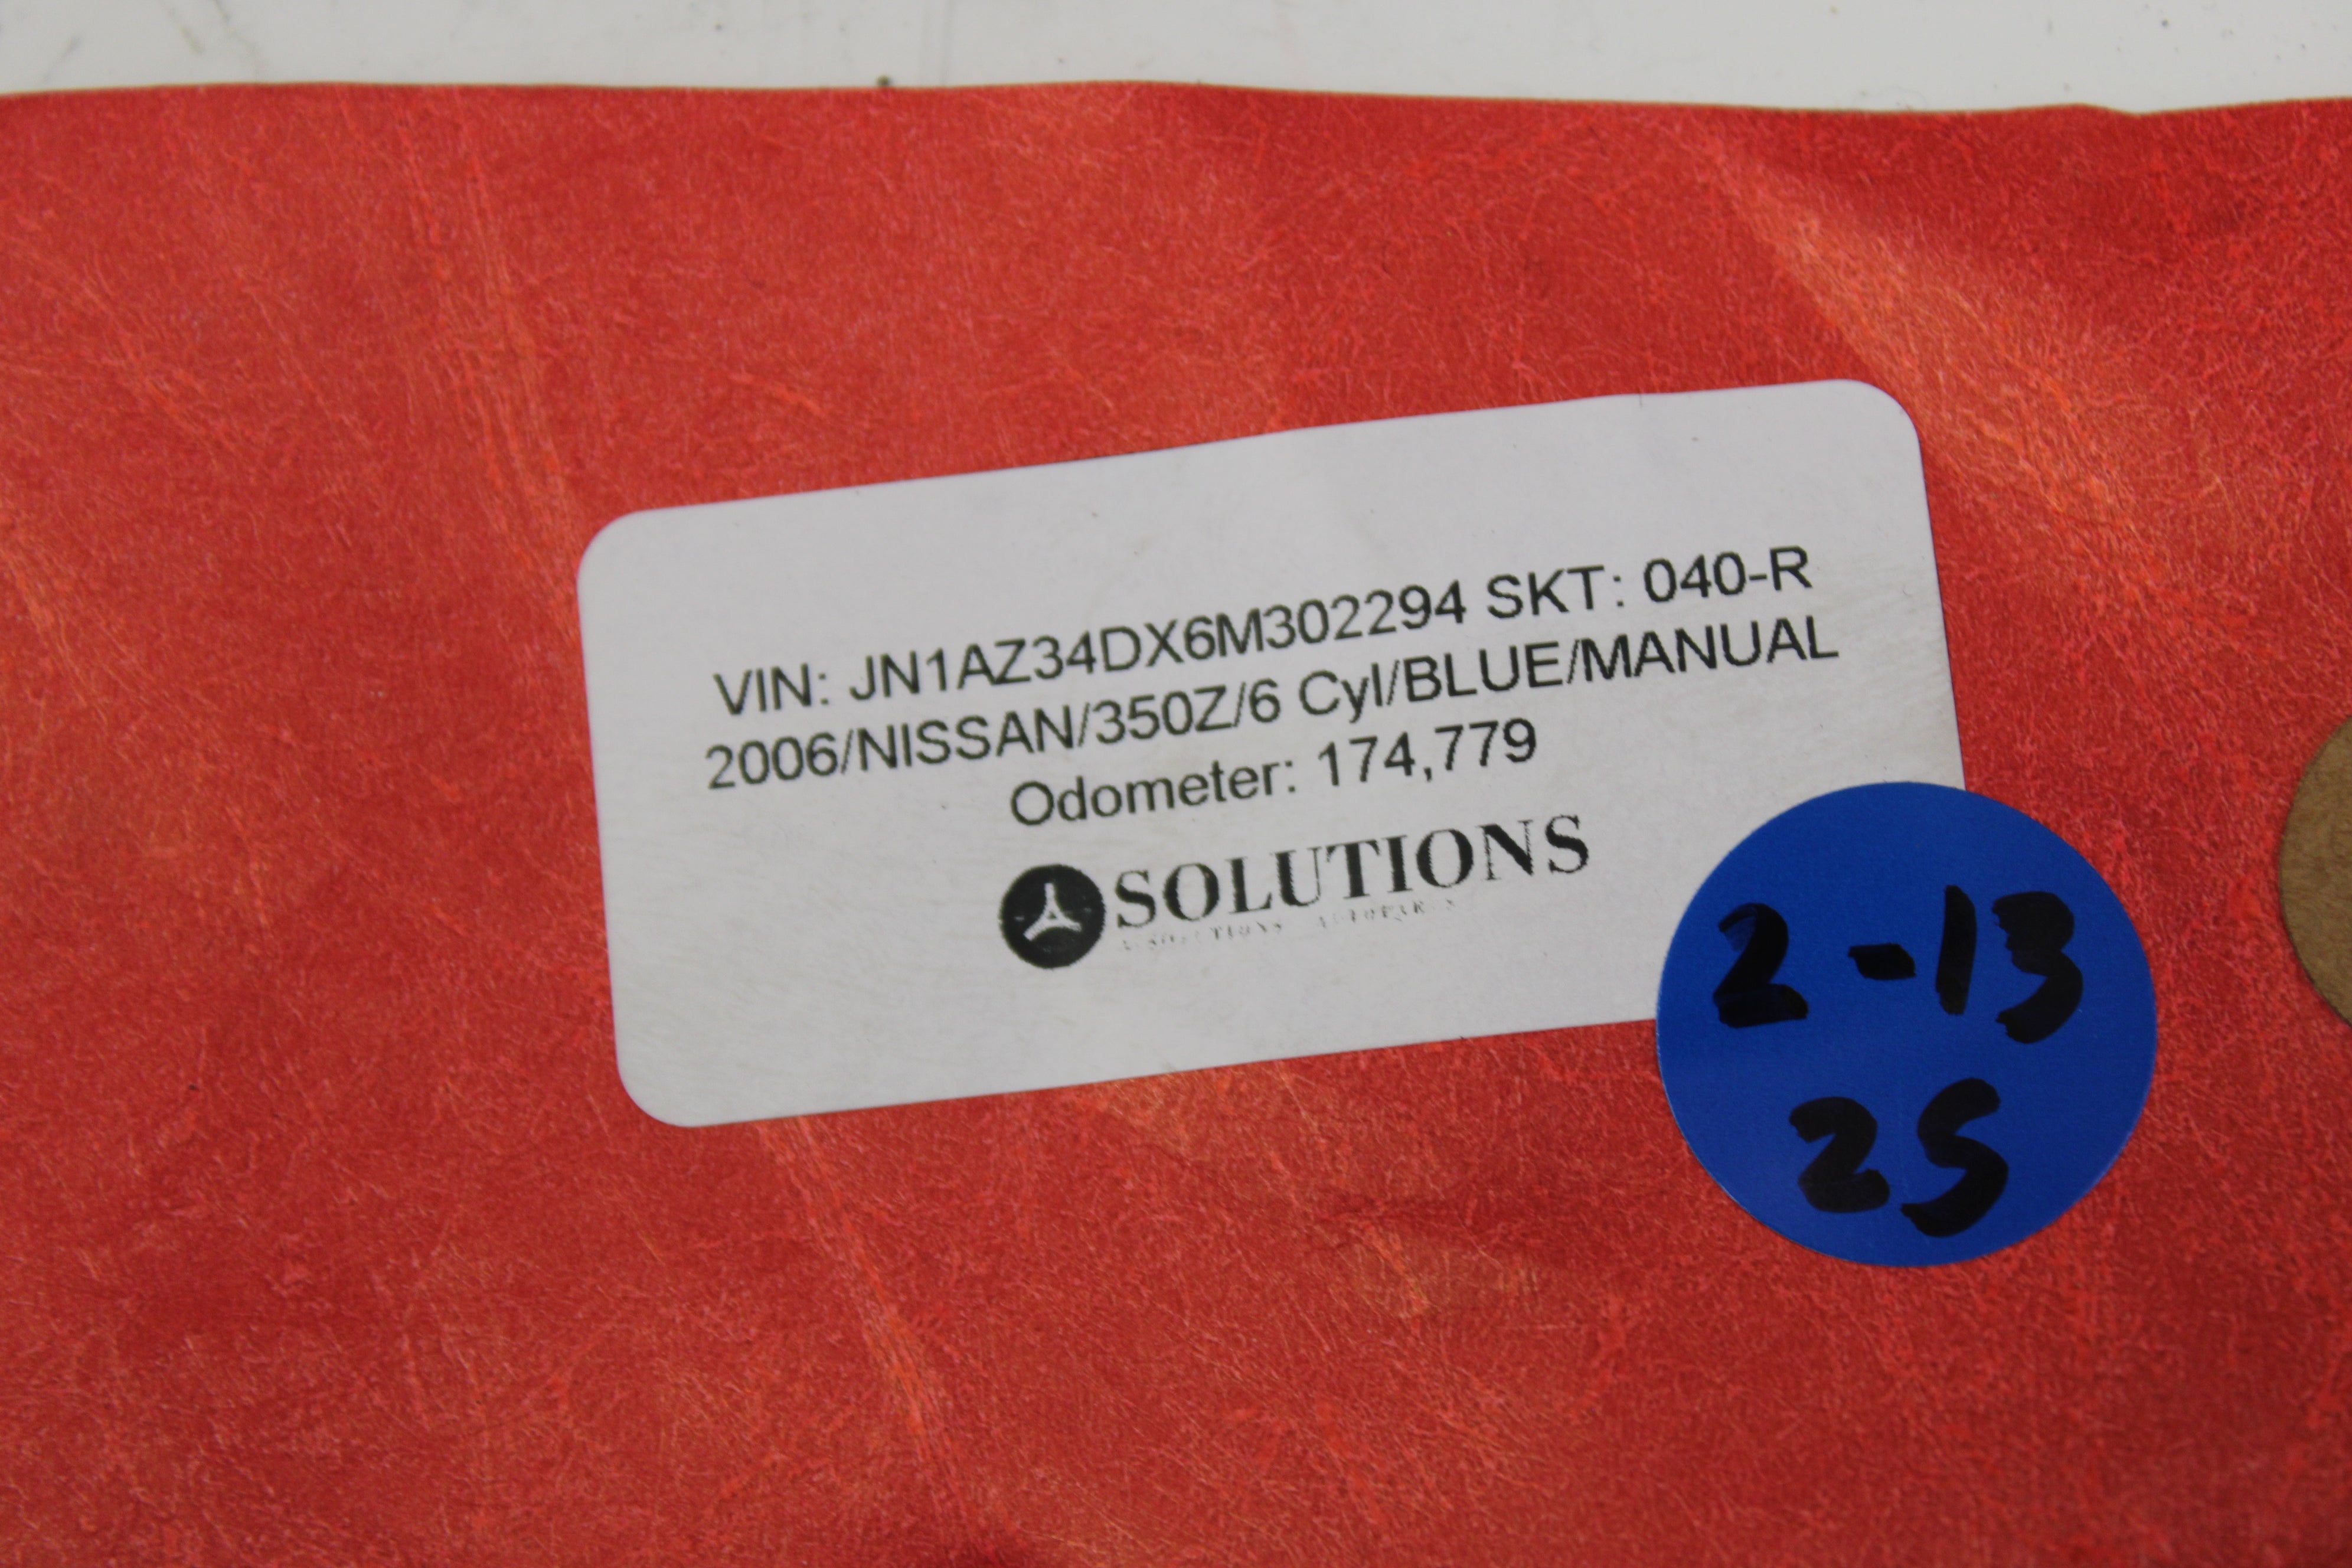 VIN: JN1AZ34DX6M302294 SKT: 040-R
2006/NISSAN/350Z/6 Cyl/BLUE/MANUAL
Odometer: 174,779
SOLUTIONS
2-13
25